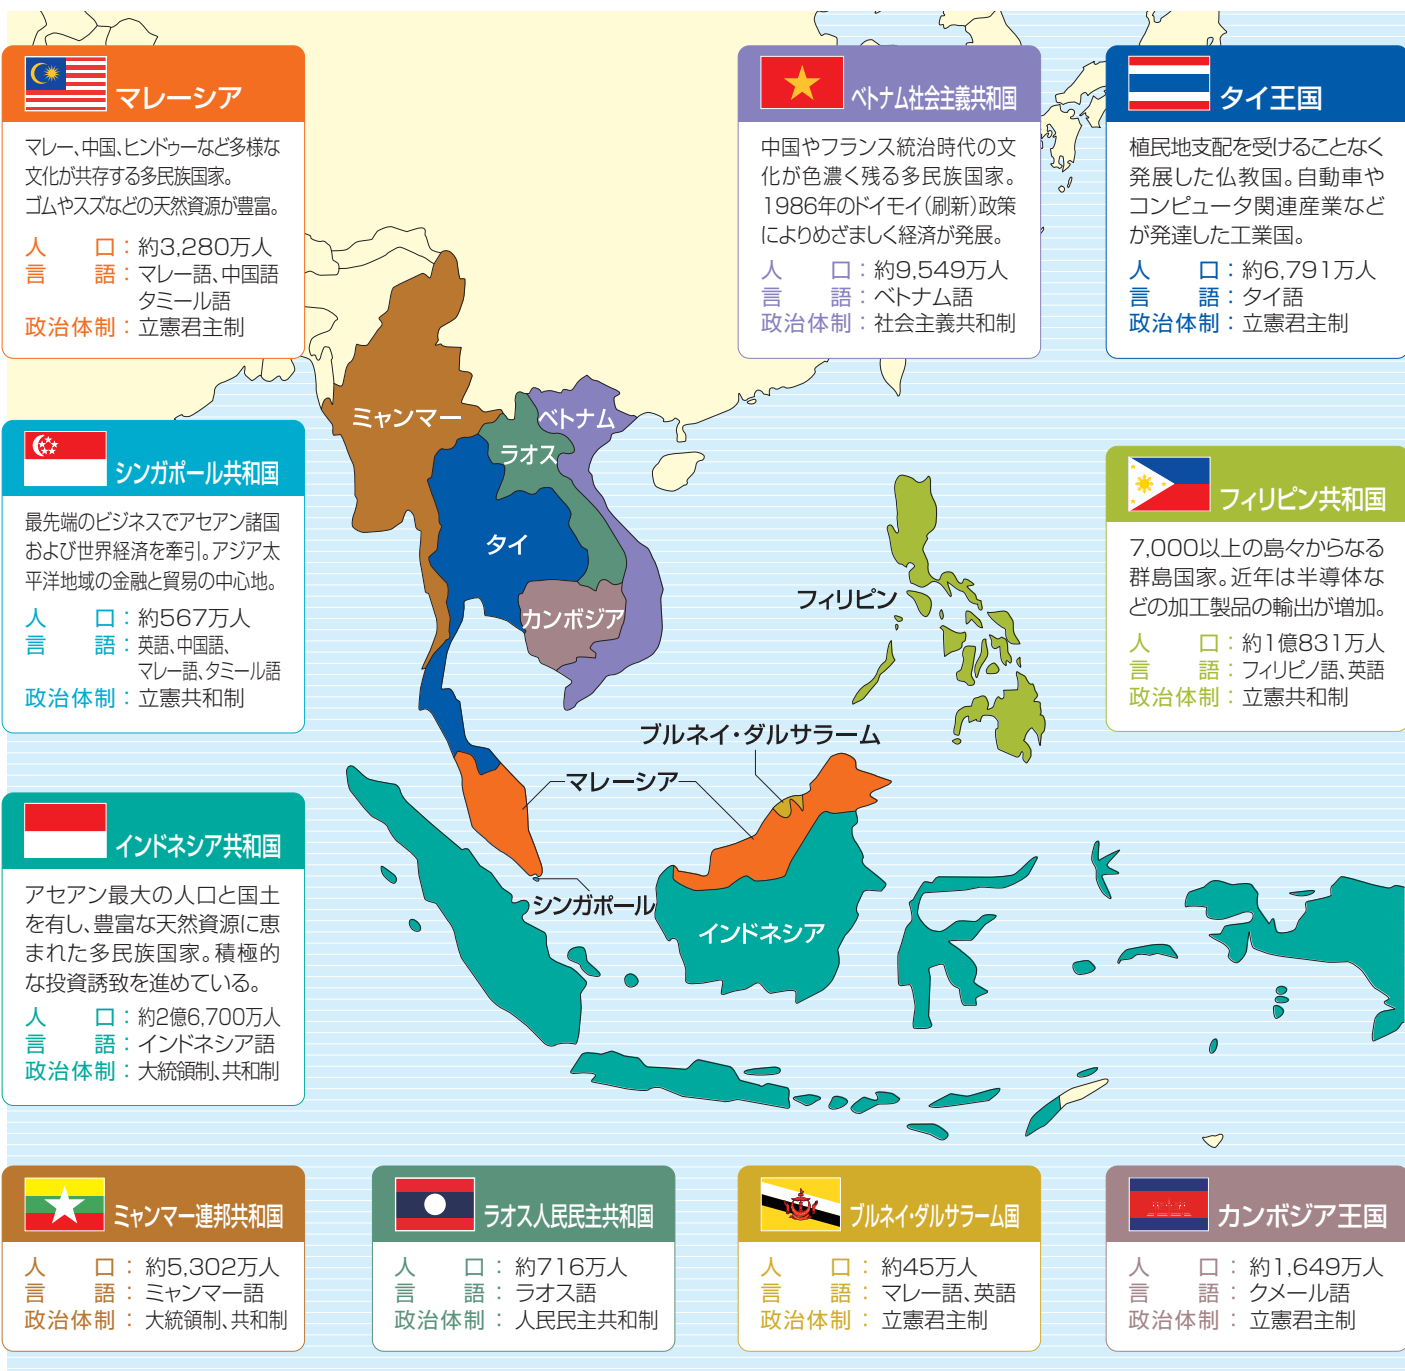 マレーシア
マレー、中国、ヒンドゥーなど多様な
文化が共存する多民族国家。
ゴムやスズなどの天然資源が豊富。
人口：約3,280万人
言語：マレー語、中国語
タミール語
政治体制：立憲君主制
ベトナム社会主義共和国
中国やフランス統治時代の文
化が色濃く残る多民族国家。
1986年のドイモイ（刷新）政策
によりめざましく経済が発展。
人口：約9,549万人
言語：ベトナム語
政治体制：社会主義共和制
タイ王国
植民地支配を受けることなく
発展した仏教国。自動車や
コンピュータ関連産業など
が発達した工業国。
人口：約6,791万人
言語：タイ語
政治体制：立憲君主制
シンガポール共和国
最先端のビジネスでアセアン諸国
および世界経済を牽引。アジア太
平洋地域の金融と貿易の中心地。
人口：約567万人
言語：英語、中国語、
マレー語、タミール語
政治体制：立憲共和制
フィリピン共和国
7,000以上の島々からなる
群島国家。近年は半導体な
どの加工製品の輸出が増加。
人口：約1億831万人
言語：フィリピノ語、英語
政治体制：立憲共和制
ミャンマー
ベトナム
ラオス
タイ
カンボジア
フィリピン
ブルネイ・ダルサラーム
マレーシア
シンガポール
インドネシア
インドネシア共和国
アセアン最大の人口と国土
を有し、豊富な天然資源に恵
まれた多民族国家。積極的
な投資誘致を進めている。
人口：約2億6,700万人
言語：インドネシア語
政治体制：大統領制、共和制
ミャンマー連邦共和国
人口：約5,302万人
言語：ミャンマー語
政治体制：大統領制、共和制
ラオス人民民主共和国
人口：約716万人
言語：ラオス語
政治体制：人民民主共和制
ブルネイ・ダルサラーム国
人口：約45万人
言語：マレー語、英語
政治体制：立憲君主制
カンボジア王国
人口：約1,649万人
言語：クメール語
政治体制：立憲君主制